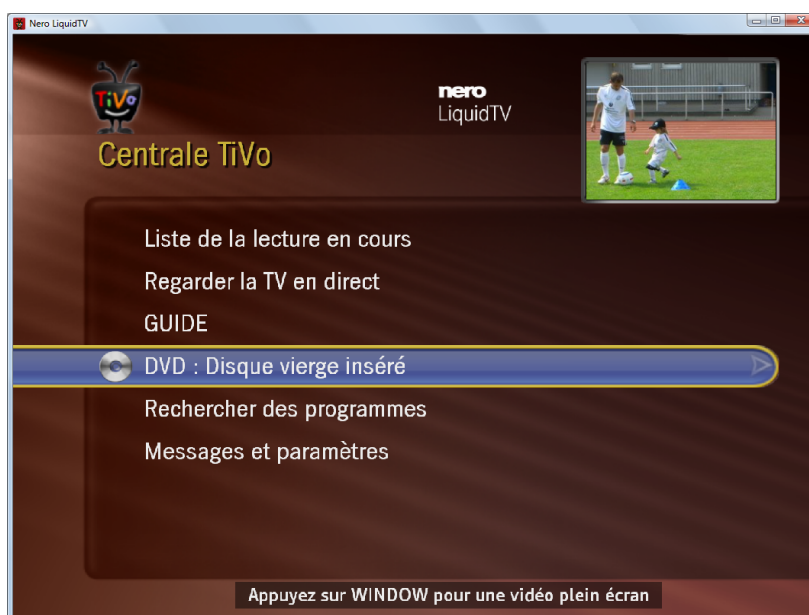 Nero LiquidTV
TiVo
nero
LiquidTV
Centrale TiVo
Liste de la lecture en cours
Regarder la TV en direct
GUIDE
DVD : Disque vierge inséré
Rechercher des programmes
Messages et paramètres
Appuyez sur WINDOW pour une vidéo plein écran